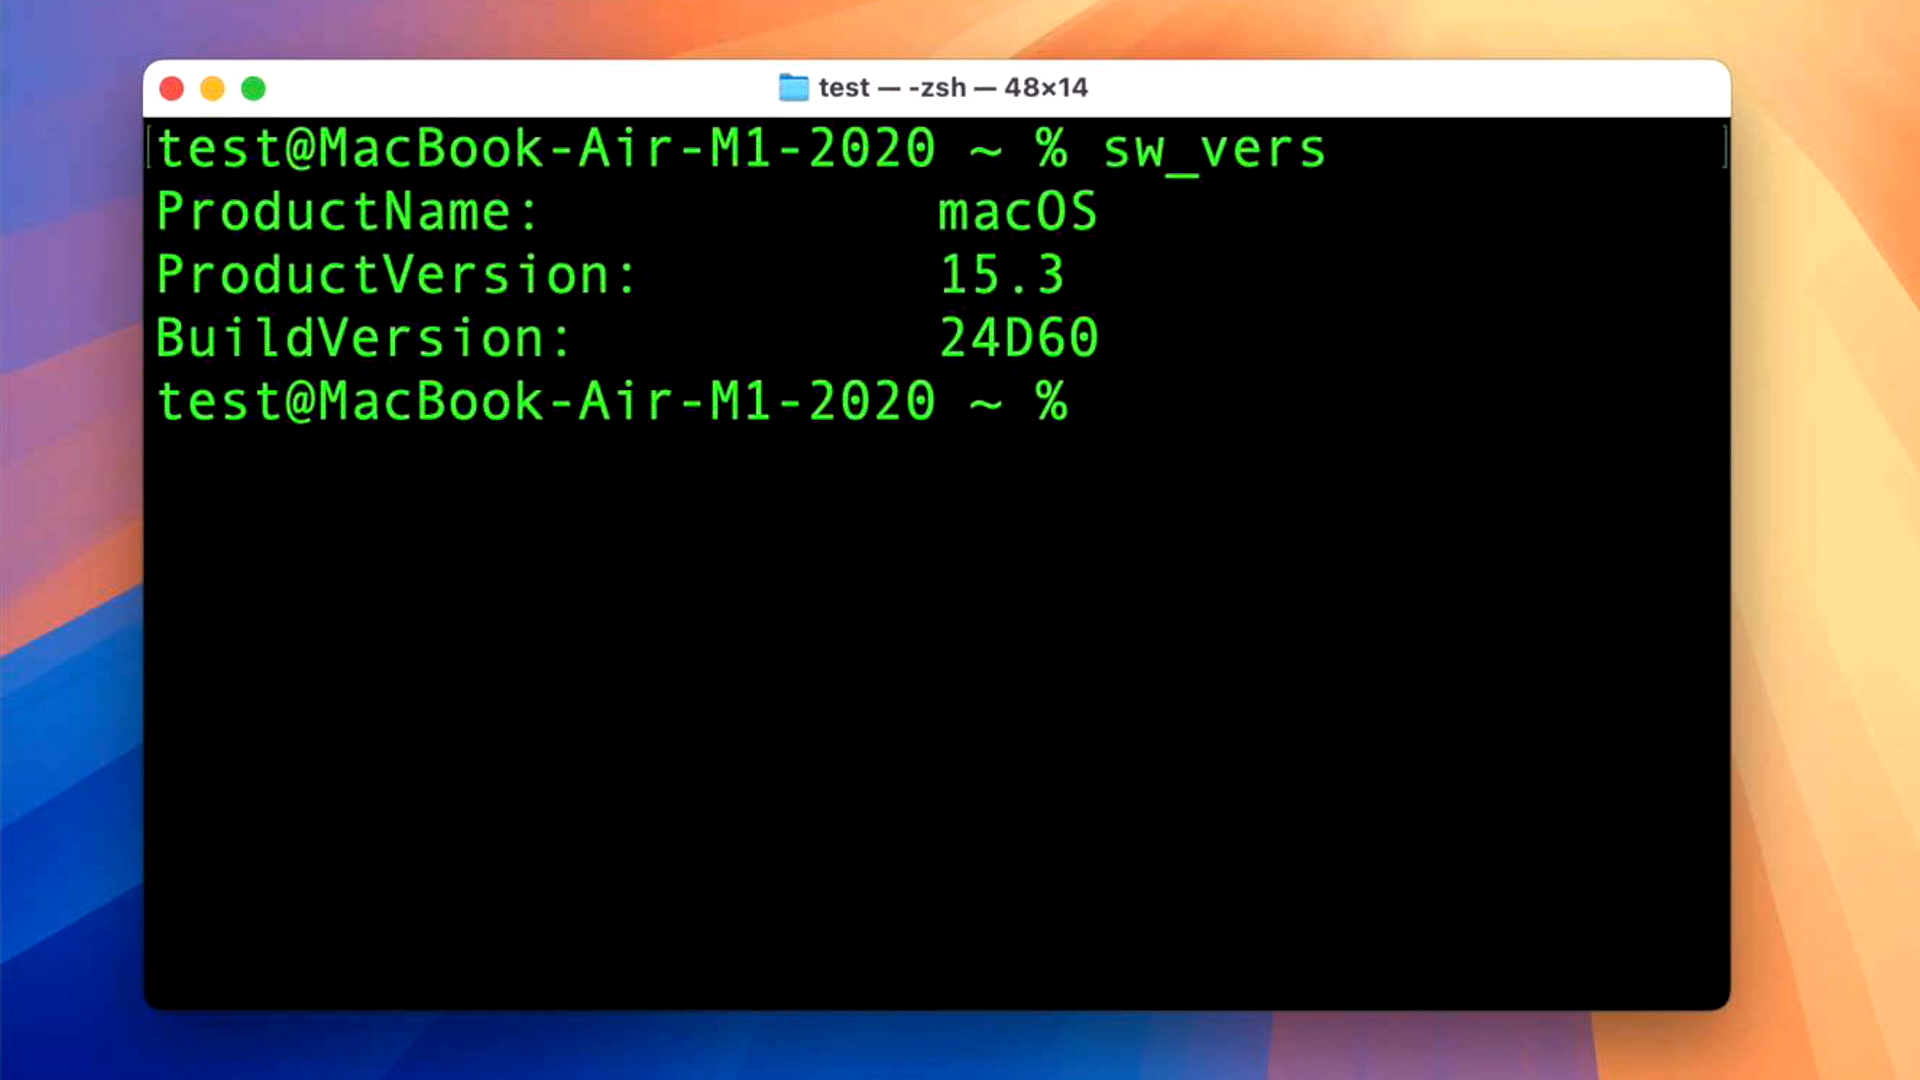 test — -zsh — 48×14
test@MacBook-Air-M1-2020 ~ % sw_vers
ProductName: macOS
ProductVersion: 15.3
BuildVersion: 24D60
test@MacBook-Air-M1-2020 ~ %